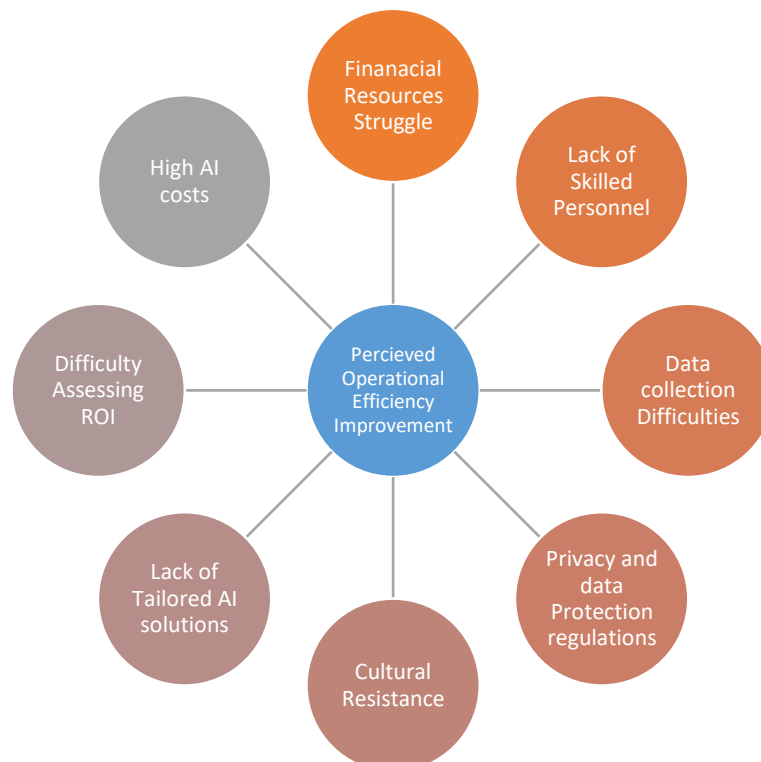 Finanacial
Resources
Struggle
Lack of
Skilled
Personnel
Data
collection
Difficulties
Privacy and
data
Protection
regulations
Cultural
Resistance
Lack of
Tailored AI
solutions
Difficulty
Assessing
ROI
High AI
costs
Percieved
Operational
Efficiency
Improvement